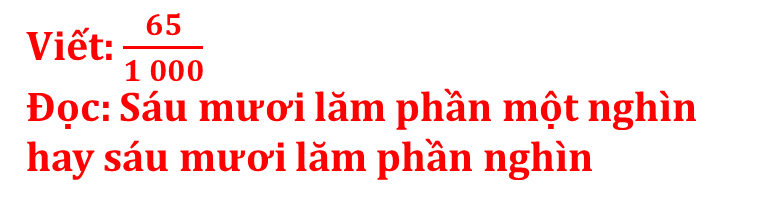 Viết: 65/1 000
Đọc: Sáu mươi lăm phần một nghìn
hay sáu mươi lăm phần nghìn